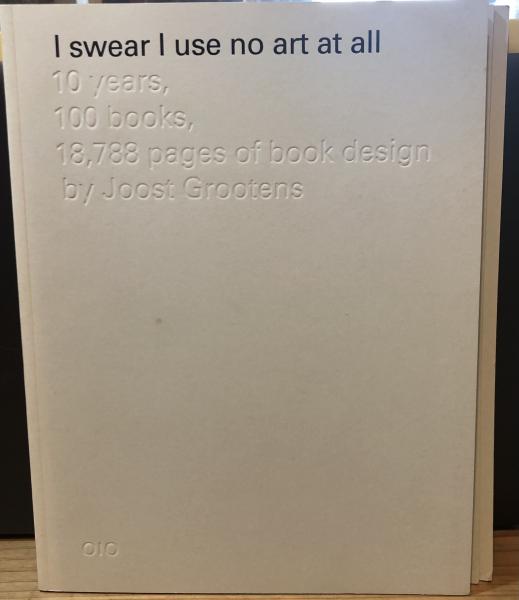 I swear I use no art at all
10 years,
100 books,
18,788 pages of book design
by Joost Grootens
010